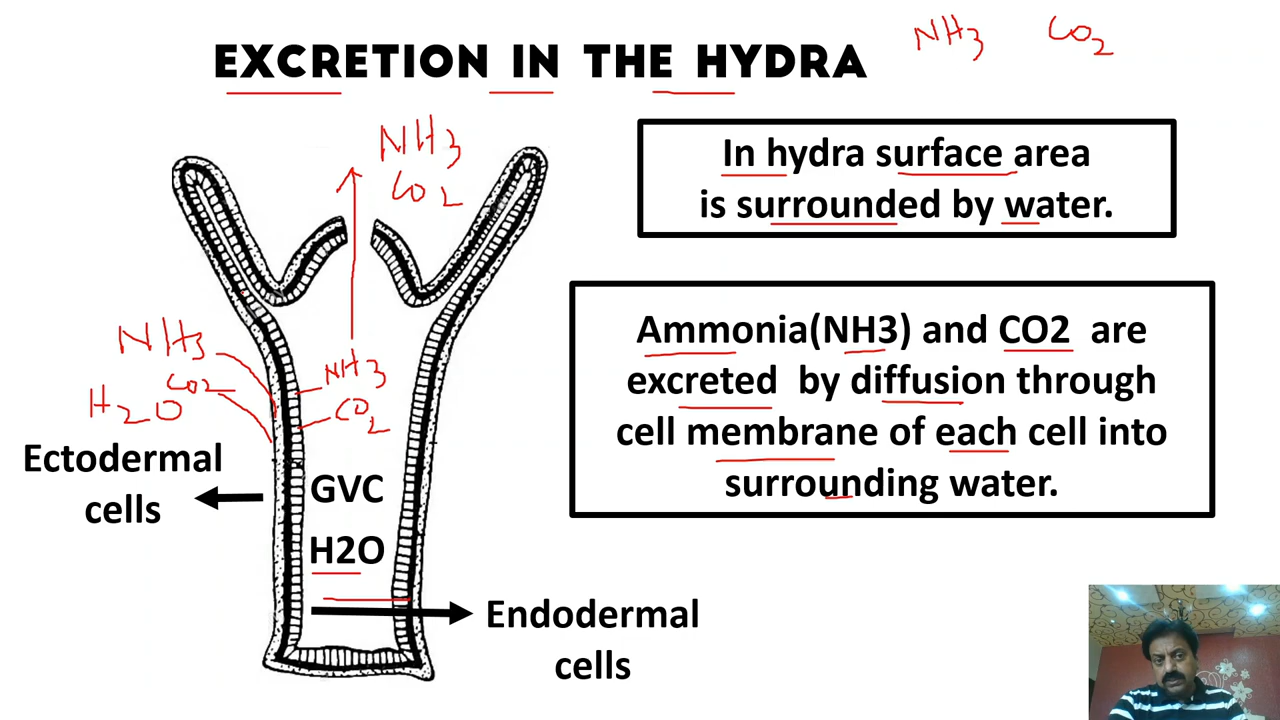 EXCRETION IN THE HYDRA
NH3 CO2
In hydra surface area
is surrounded by water.
Ammonia(NH3) and CO2 are
excreted by diffusion through
cell membrane of each cell into
surrounding water.
NH3
CO2
NH3
CO2
H2O
NH3
CO2
Ectodermal
cells
GVC
H2O
Endodermal
cells